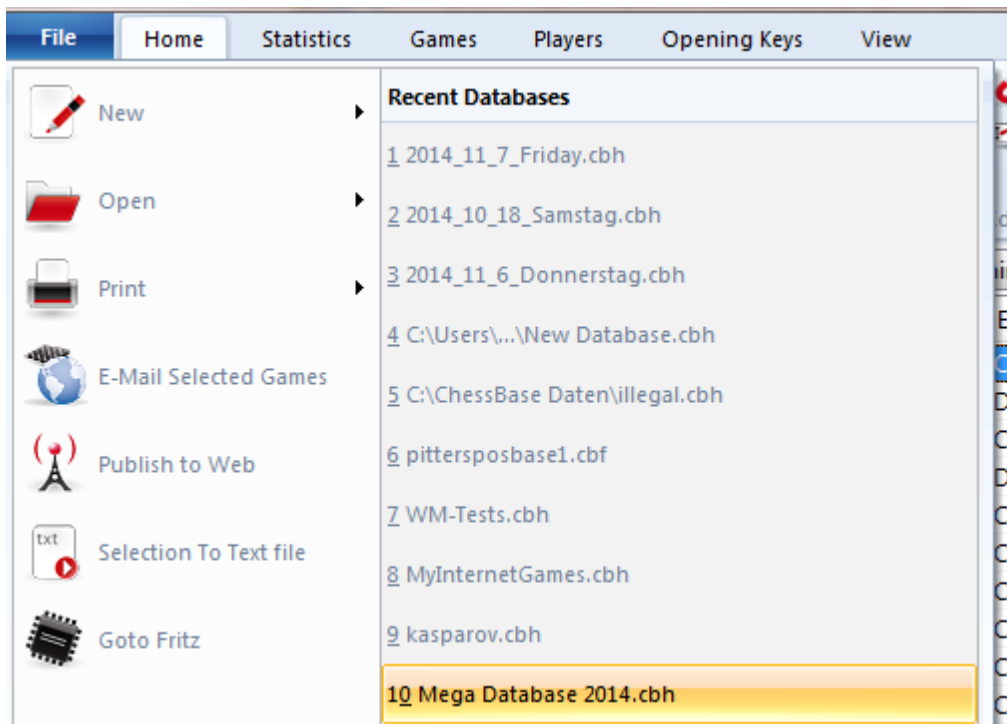 File Home Statistics Games Players Opening Keys View
New
Open
Print
E-Mail Selected Games
Publish to Web
txt
Selection To Text file
Goto Fritz
Recent Databases
1 2014_11_7_Friday.cbh
2 2014_10_18_Samstag.cbh
3 2014_11_6_Donnerstag.cbh
4 C:\Users\...\New Database.cbh
5 C:\ChessBase Daten\illegal.cbh
6 pittersposbase1.cbf
7 WM-Tests.cbh
8 MyInternetGames.cbh
9 kasparov.cbh
10 Mega Database 2014.cbh